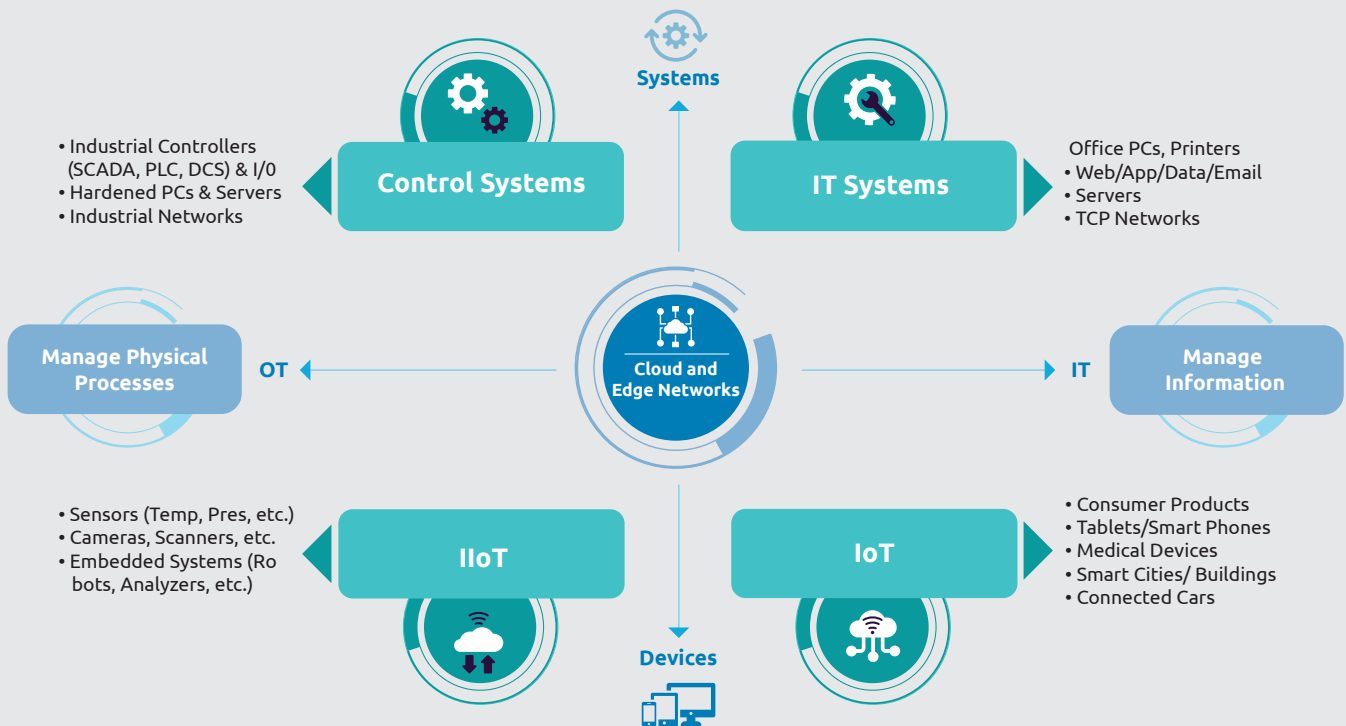 Systems
• Industrial Controllers
(SCADA, PLC, DCS) & I/0
• Hardened PCs & Servers
• Industrial Networks
Control Systems
IT Systems
Office PCs, Printers
• Web/App/Data/Email
• Servers
• TCP Networks
Manage Physical
Processes
OT
Cloud and
Edge Networks
IT
Manage
Information
• Sensors (Temp, Pres, etc.)
• Cameras, Scanners, etc.
• Embedded Systems (Ro
bots, Analyzers, etc.)
IIoT
IoT
• Consumer Products
• Tablets/Smart Phones
• Medical Devices
• Smart Cities/ Buildings
• Connected Cars
Devices